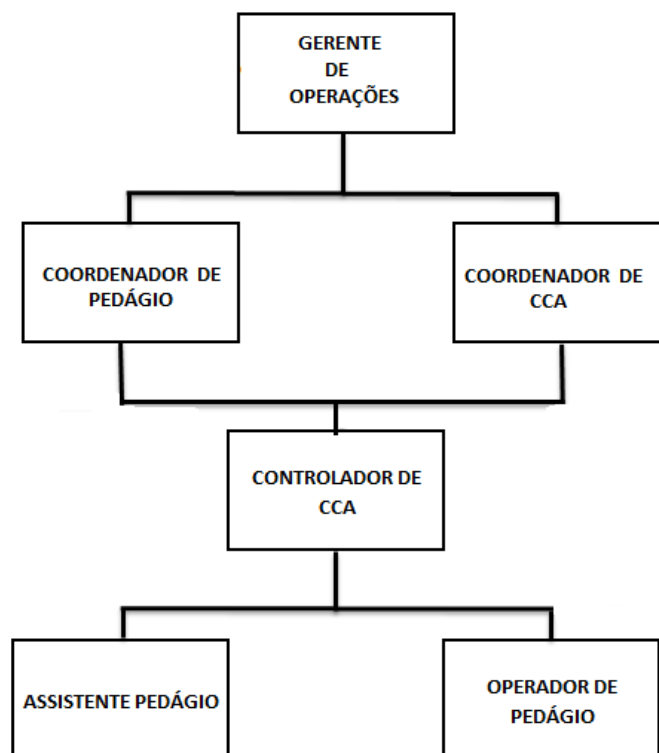 GERENTE
DE
OPERAÇÕES
COORDENADOR DE
PEDÁGIO
COORDENADOR DE
CCA
CONTROLADOR DE
CCA
ASSISTENTE PEDÁGIO
OPERADOR DE
PEDÁGIO